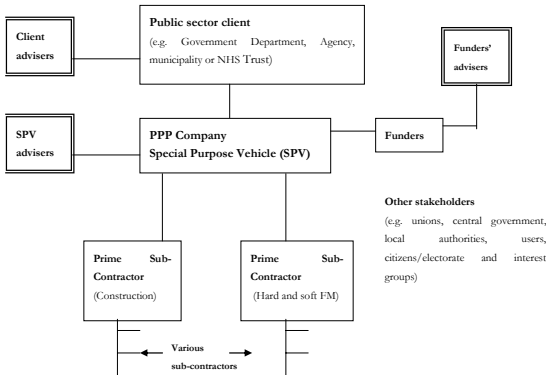 Public sector client
(e.g. Government Department, Agency,
municipality or NHS Trust)
Client
advisers
Funders'
advisers
SPV
advisers
PPP Company
Special Purpose Vehicle (SPV)
Funders
Other stakeholders
(e.g. unions, central government,
local authorities, users,
citizens/electorate and interest
groups)
Prime Sub-
Contractor
(Construction)
Prime Sub-
Contractor
(Hard and soft FM)
Various
sub-contractors